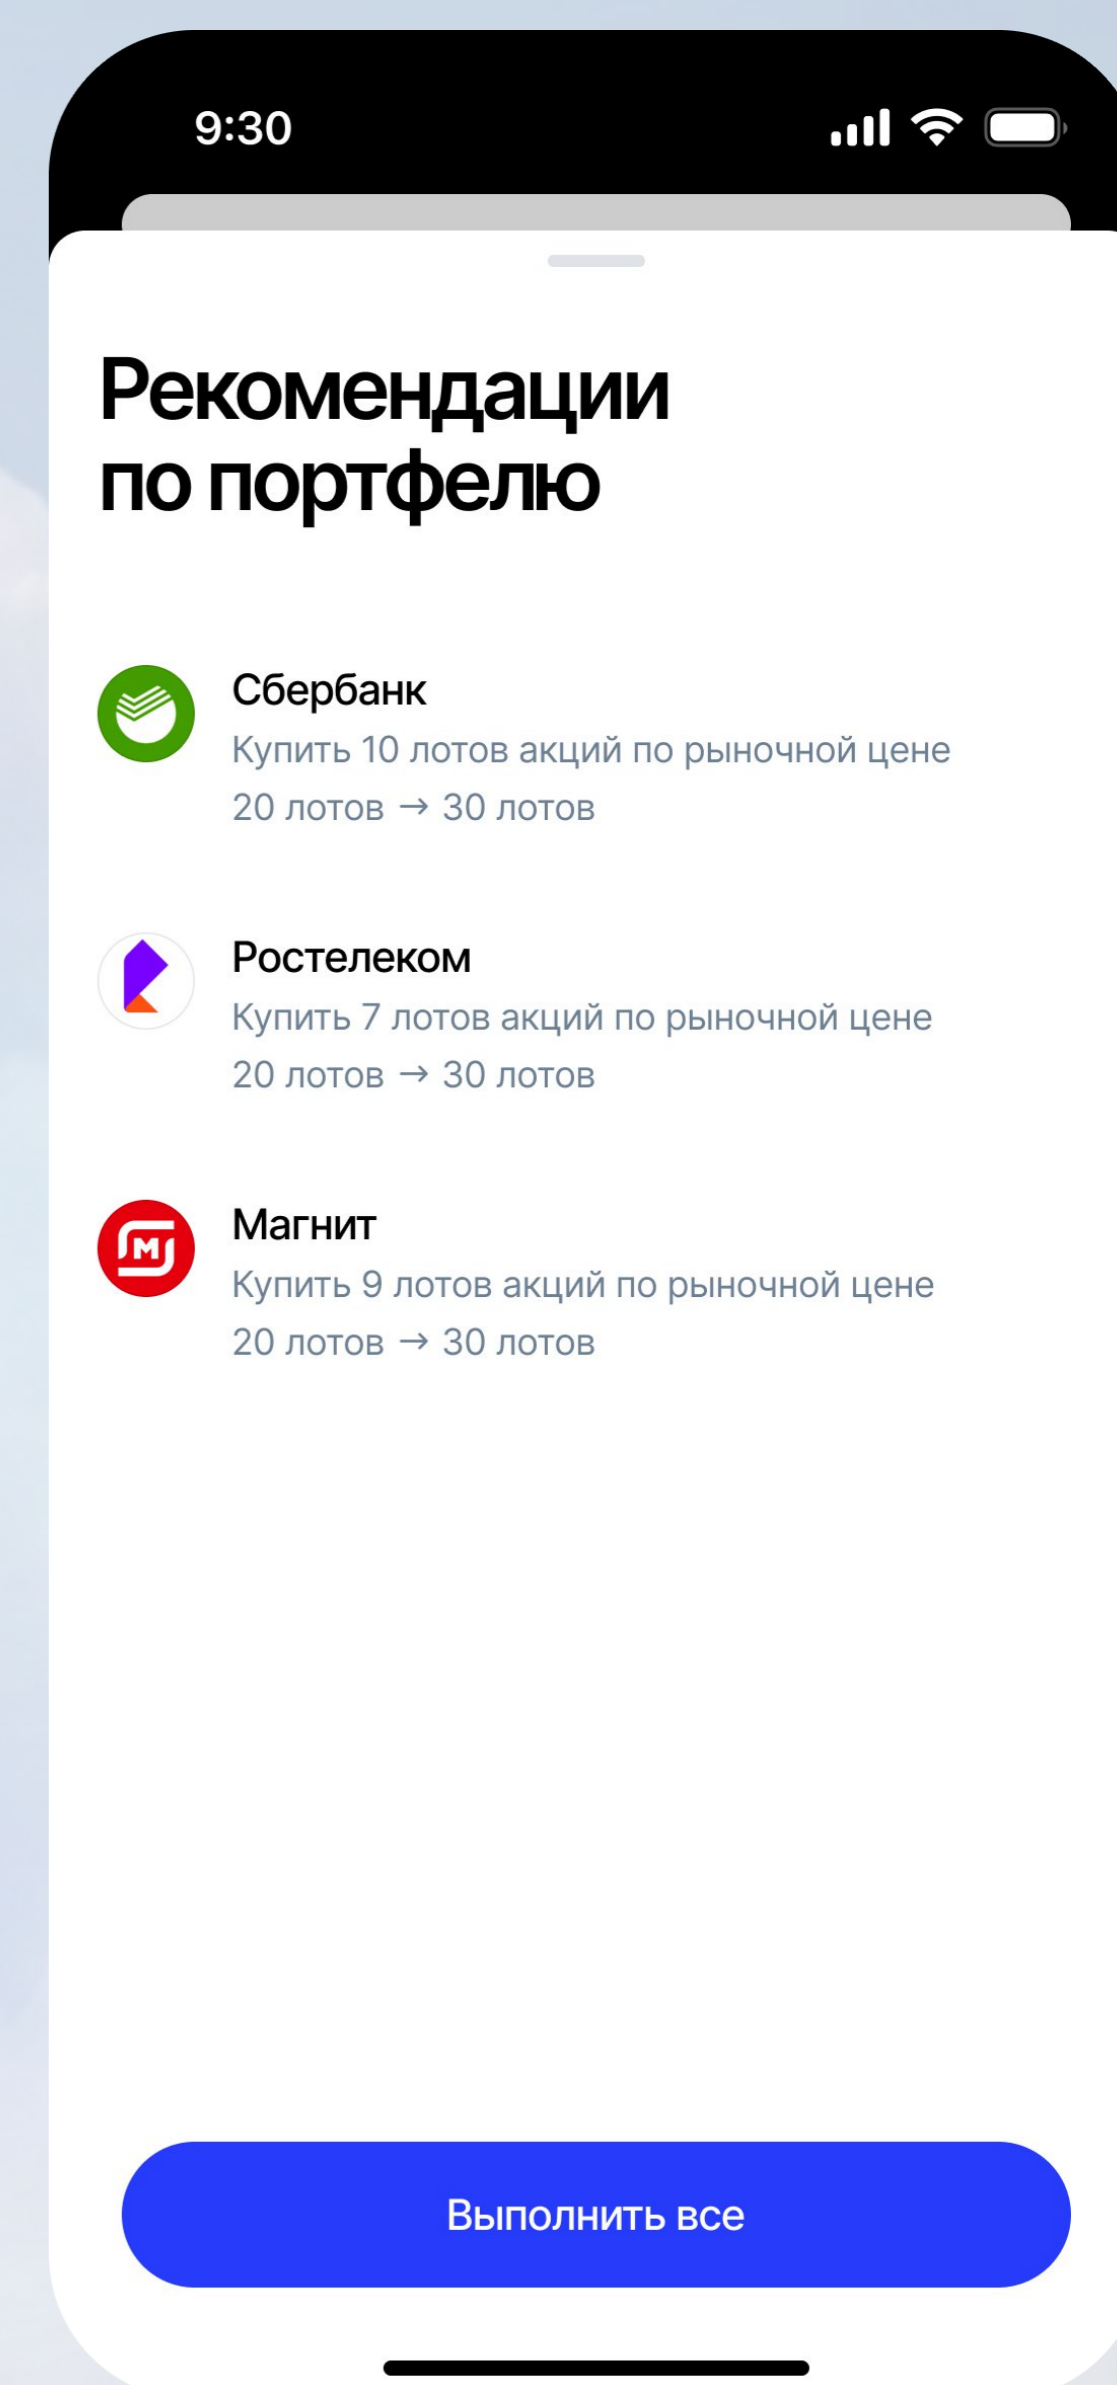 9:30
Рекомендации
по портфелю
Сбербанк
Купить 10 лотов акций по рыночной цене
20 лотов → 30 лотов
Ростелеком
Купить 7 лотов акций по рыночной цене
20 лотов → 30 лотов
М
Магнит
Купить 9 лотов акций по рыночной цене
20 лотов → 30 лотов
Выполнить все